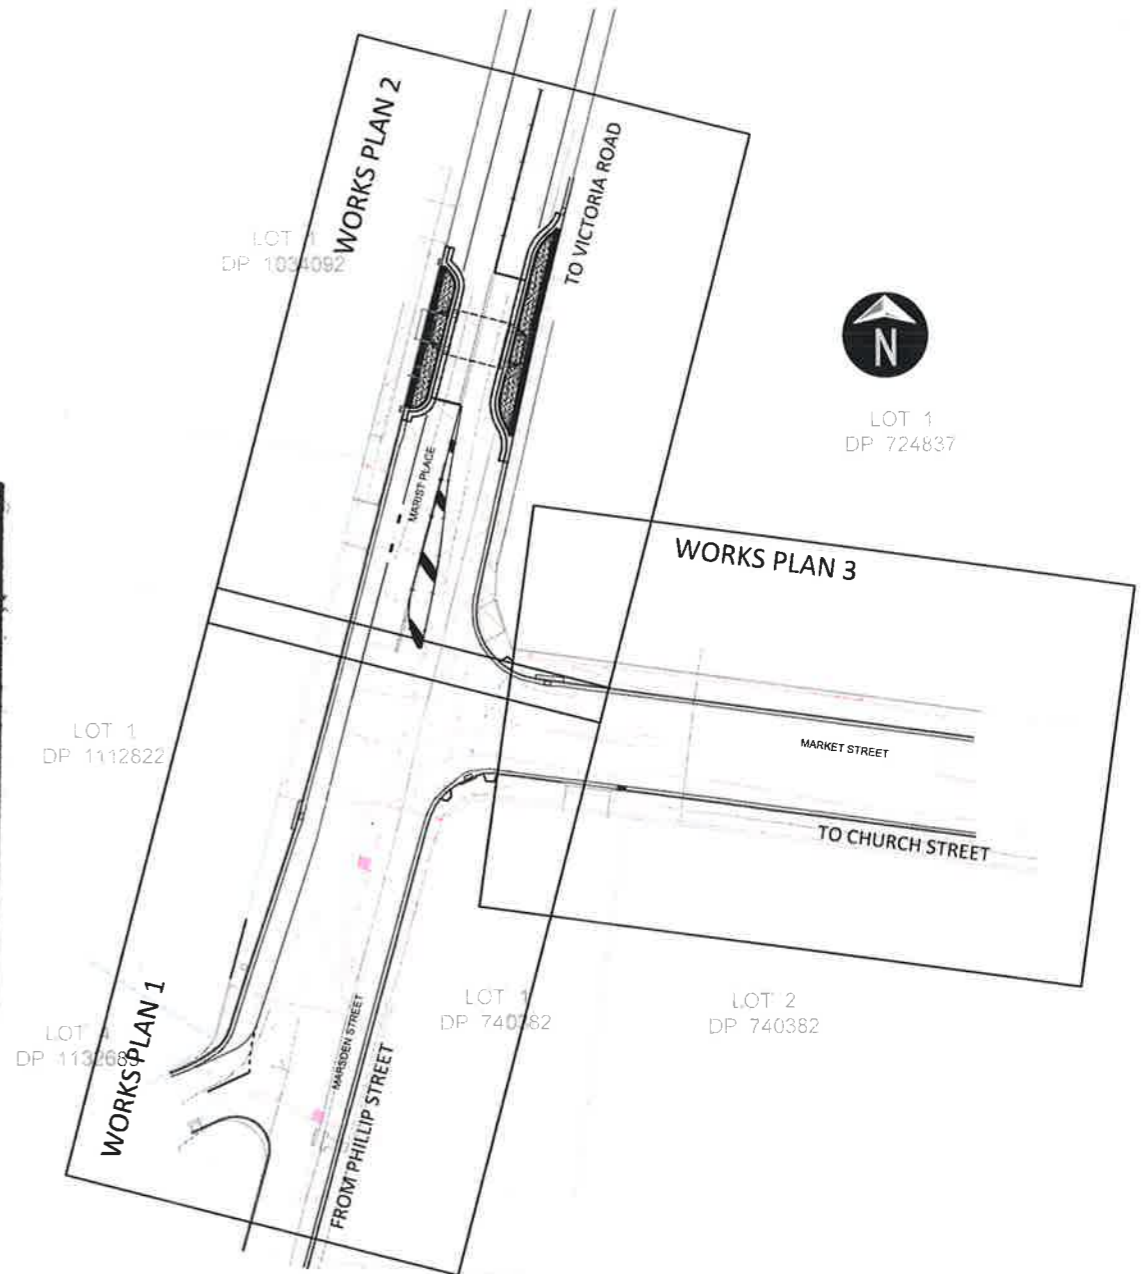 WORKS PLAN 2
TO VICTORIA ROAD
LOT 1
DP 1034092
N
LOT 1
DP 724837
MARIST PLACE
WORKS PLAN 3
LOT 1
DP 1112822
MARKET STREET
TO CHURCH STREET
WORKS PLAN 1
LOT 4
MARSDEN STREET
FROM PHILLIP STREET
LOT 1
DP 740382
LOT 2
DP 740382